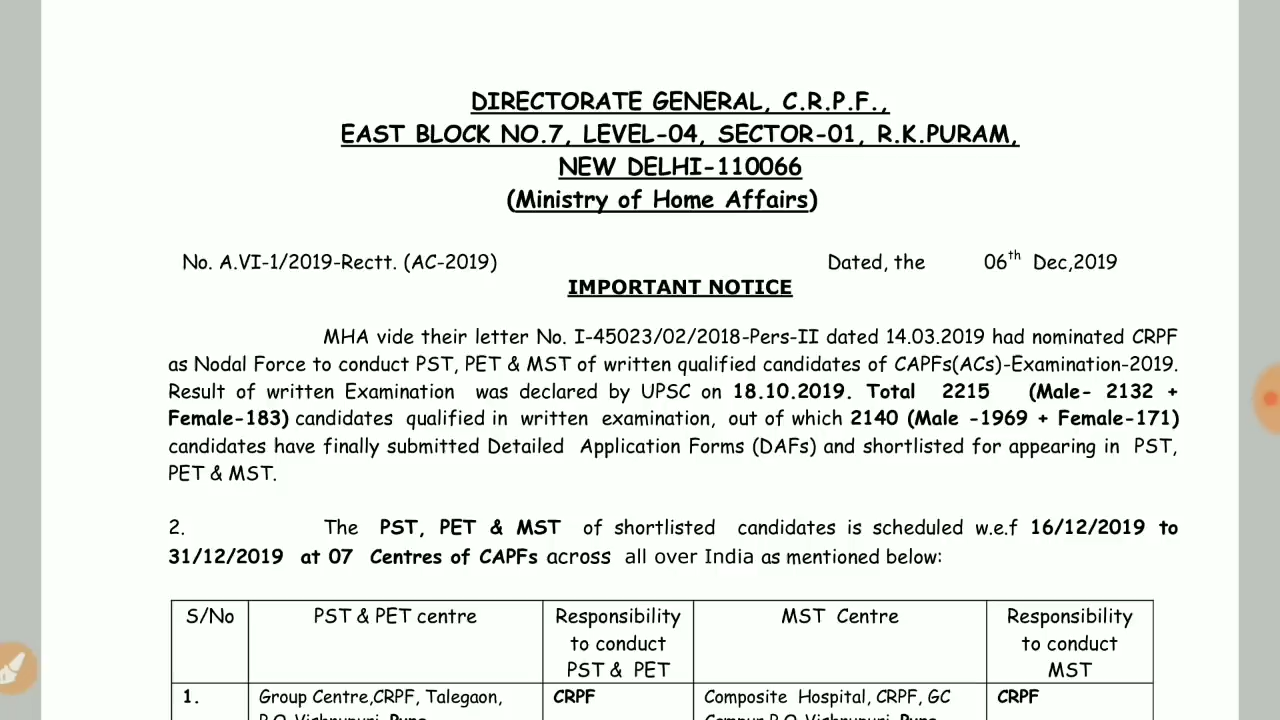 DIRECTORATE GENERAL, C.R.P.F.,
EAST BLOCK NO.7, LEVEL-04, SECTOR-01, R.K.PURAM,
NEW DELHI-110066
(Ministry of Home Affairs)
No. A.VI-1/2019-Rectt. (AC-2019) Dated, the 06th Dec,2019
IMPORTANT NOTICE
MHA vide their letter No. I-45023/02/2018-Pers-II dated 14.03.2019 had nominated CRPF
as Nodal Force to conduct PST, PET & MST of written qualified candidates of CAPFs(ACs)-Examination-2019.
Result of written Examination was declared by UPSC on 18.10.2019. Total 2215 (Male- 2132 +
Female-183) candidates qualified in written examination, out of which 2140 (Male -1969 + Female-171)
candidates have finally submitted Detailed Application Forms (DAFs) and shortlisted for appearing in PST,
PET & MST.
2. The PST, PET & MST of shortlisted candidates is scheduled w.e.f 16/12/2019 to
31/12/2019 at 07 Centres of CAPFs across all over India as mentioned below:
S/No PST & PET centre Responsibility MST Centre Responsibility
to conduct to conduct
PST & PET MST
1. Group Centre,CRPF, Talegaon, CRPF Composite Hospital, CRPF, GC CRPF